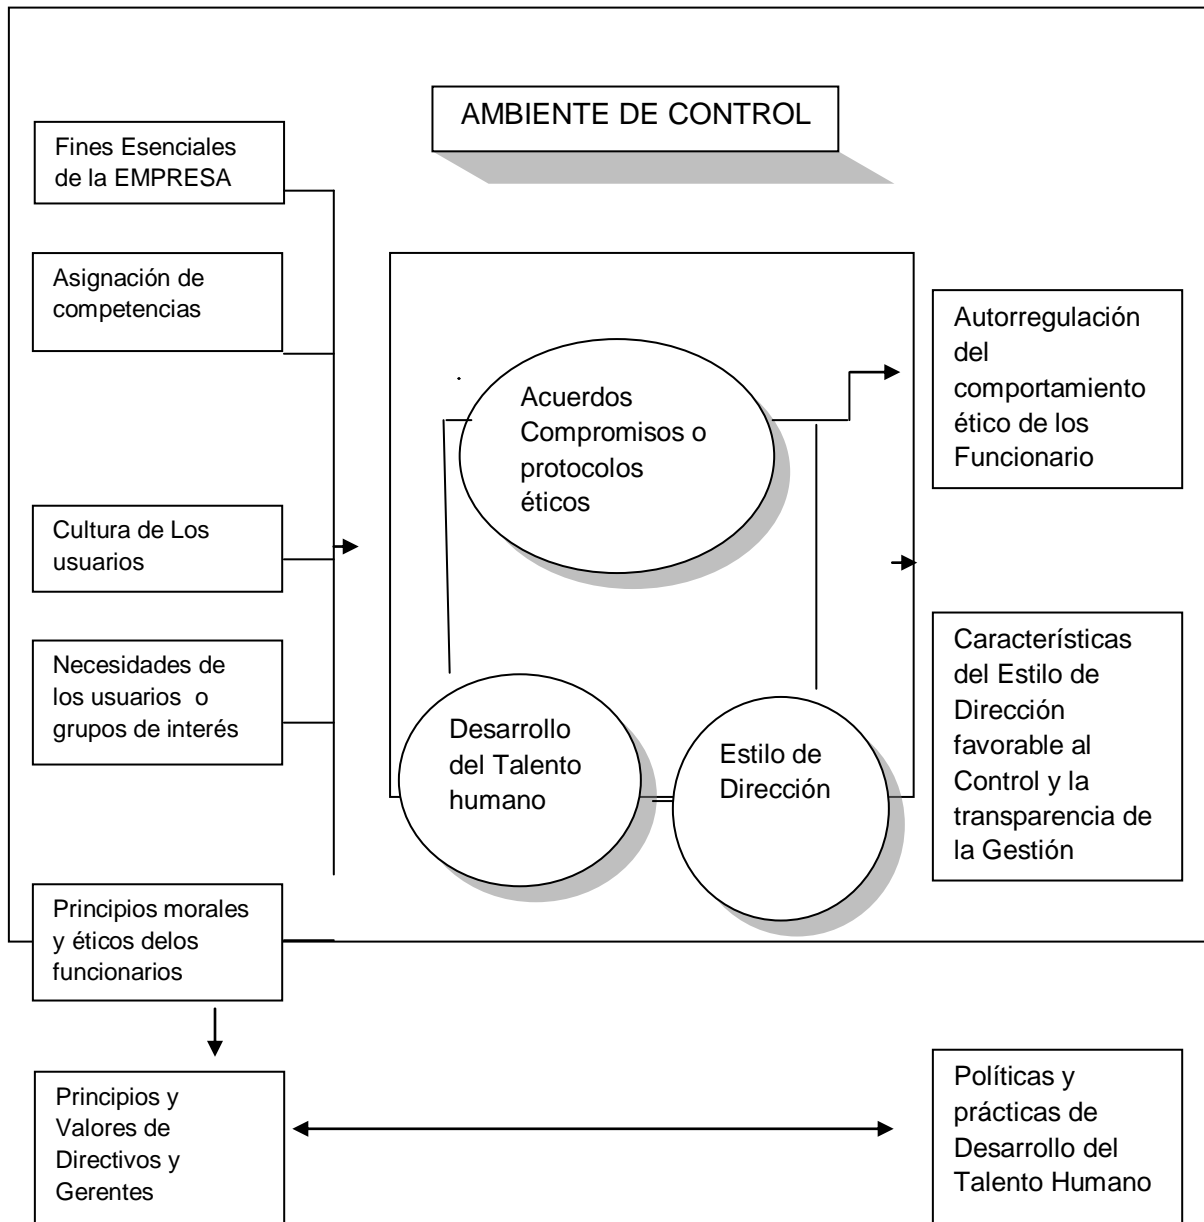 AMBIENTE DE CONTROL
Fines Esenciales
de la EMPRESA
Asignación de
competencias
Cultura de Los
usuarios
Necesidades de
los usuarios o
grupos de interés
Principios morales
y éticos delos
funcionarios
Principios y
Valores de
Directivos y
Gerentes
Acuerdos
Compromisos o
protocolos
éticos
Desarrollo
del Talento
humano
Estilo de
Dirección
Autorregulación
del
comportamiento
ético de los
Funcionario
Características
del Estilo de
Dirección
favorable al
Control y la
transparencia de
la Gestión
Políticas y
prácticas de
Desarrollo del
Talento Humano